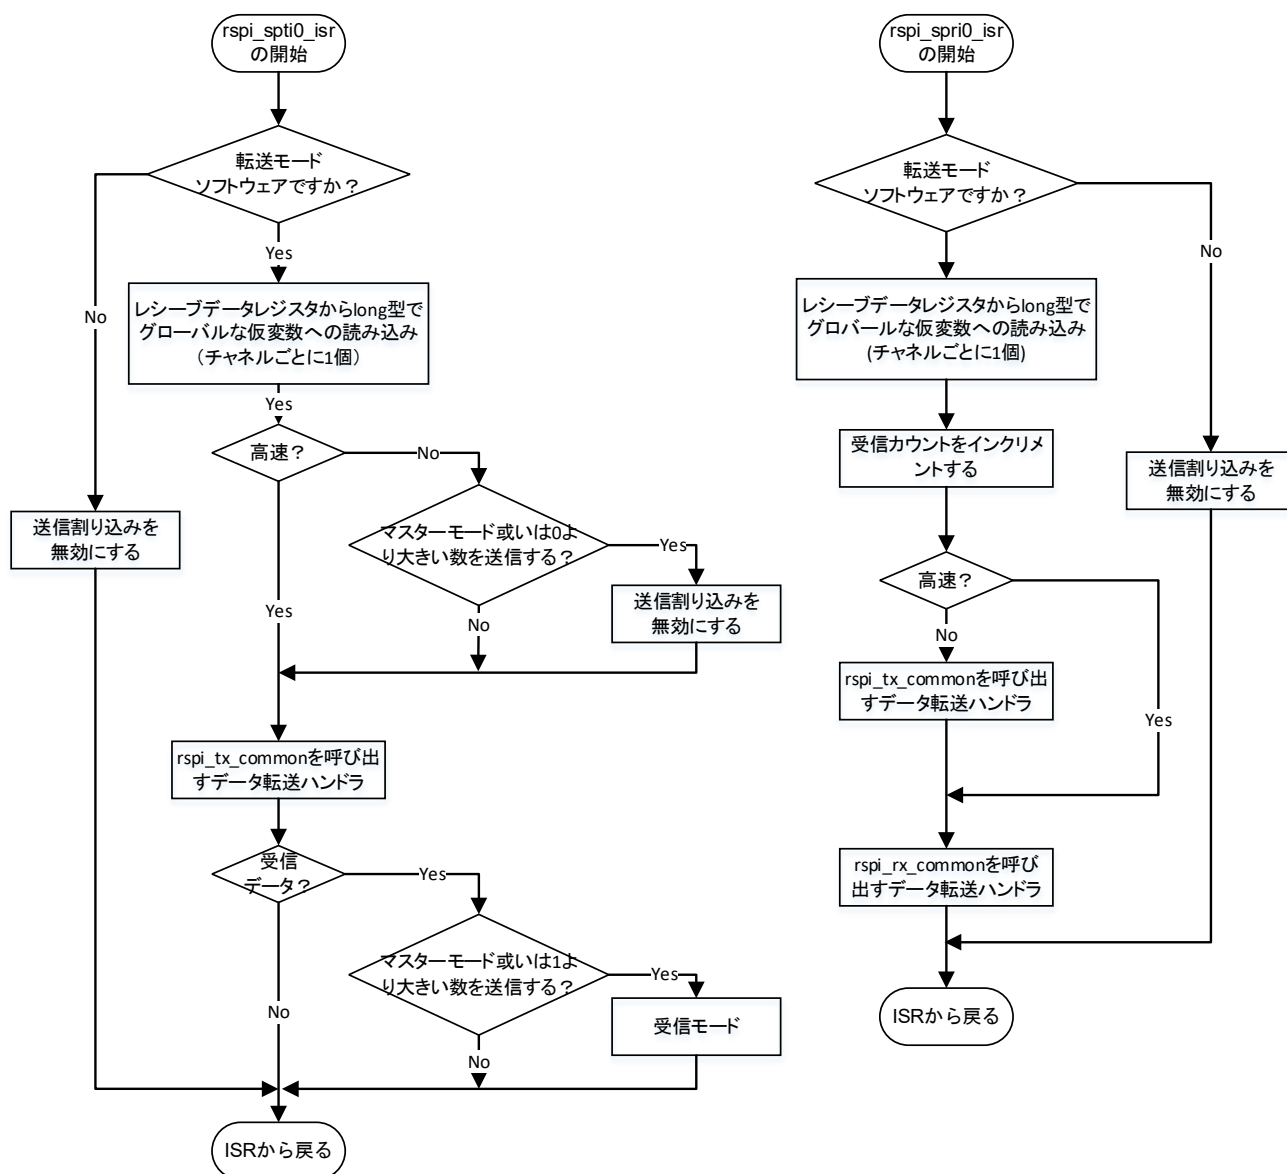 rspi_spti0_isr
の開始
転送モード
ソフトウェアですか？
Yes
No
レシーブデータレジスタからlong型で
グローバルな仮変数への読み込み
（チャネルごとに1個）
Yes
高速？
No
マスターモード或いは0よ
り大きい数を送信する？
Yes
送信割り込みを
無効にする
送信割り込みを
無効にする
Yes
No
rspi_tx_commonを呼び出
すデータ転送ハンドラ
受信
データ？
Yes
マスターモード或いは1よ
り大きい数を送信する？
Yes
受信モード
No
No
ISRから戻る
rspi_spri0_isr
の開始
転送モード
ソフトウェアですか？
No
レシーブデータレジスタからlong型で
グロバールな仮変数への読み込み
(チャネルごとに1個)
受信カウントをインクリメ
ントする
送信割り込みを
無効にする
高速？
No
rspi_tx_commonを呼び出
すデータ転送ハンドラ
Yes
rspi_rx_commonを呼び
出すデータ転送ハンドラ
ISRから戻る